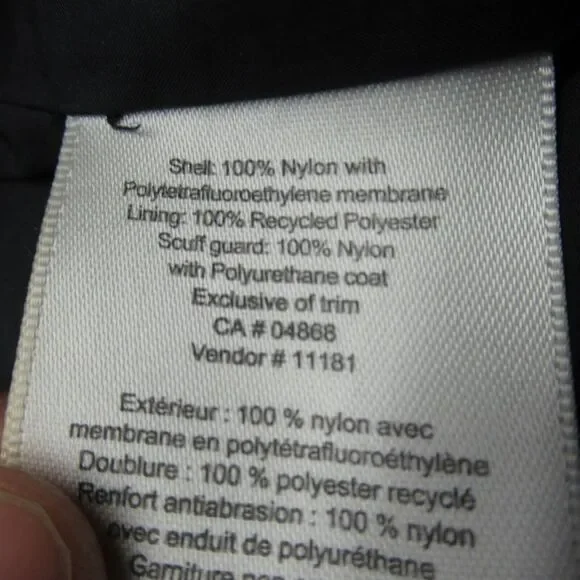 Shell: 100% Nylon with
Polytetrafluoroethylene membrane
Lining: 100% Recycled Polyester
Scuff guard: 100% Nylon
with Polyurethane coat
Exclusive of trim
CA # 04868
Vendor # 11181
Extérieur : 100 % nylon avec
membrane en polytétrafluoroéthylène
Doublure : 100 % polyester recyclé
Renfort antiabrasion : 100 % nylon
avec enduit de polyuréthane
Garniture non